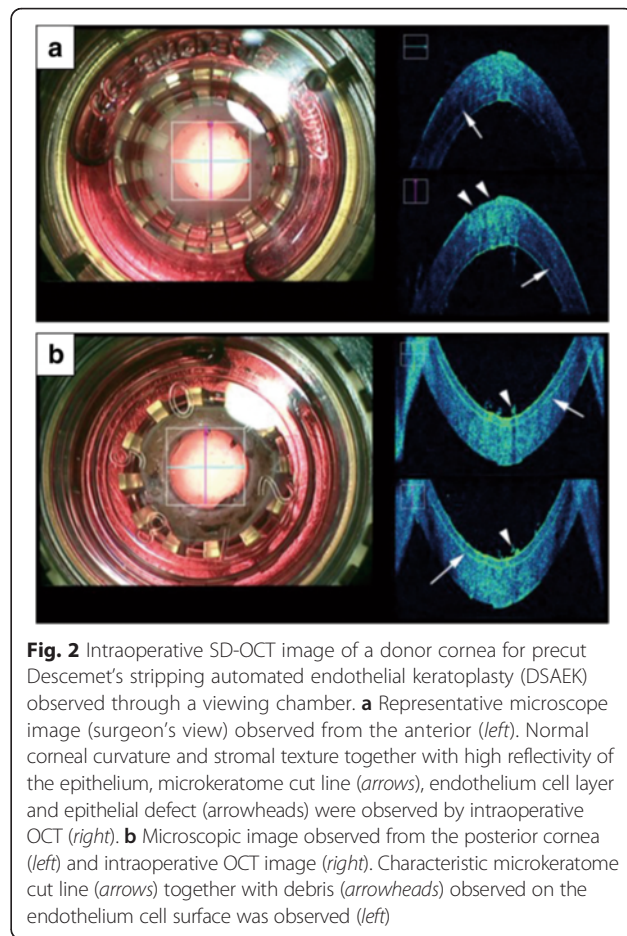 a
b
Fig. 2 Intraoperative SD-OCT image of a donor cornea for precut
Descemet's stripping automated endothelial keratoplasty (DSAEK)
observed through a viewing chamber. a Representative microscope
image (surgeon's view) observed from the anterior (left). Normal
corneal curvature and stromal texture together with high reflectivity of
the epithelium, microkeratome cut line (arrows), endothelium cell layer
and epithelial defect (arrowheads) were observed by intraoperative
OCT (right). b Microscopic image observed from the posterior cornea
(left) and intraoperative OCT image (right). Characteristic microkeratome
cut line (arrows) together with debris (arrowheads) observed on the
endothelium cell surface was observed (left)